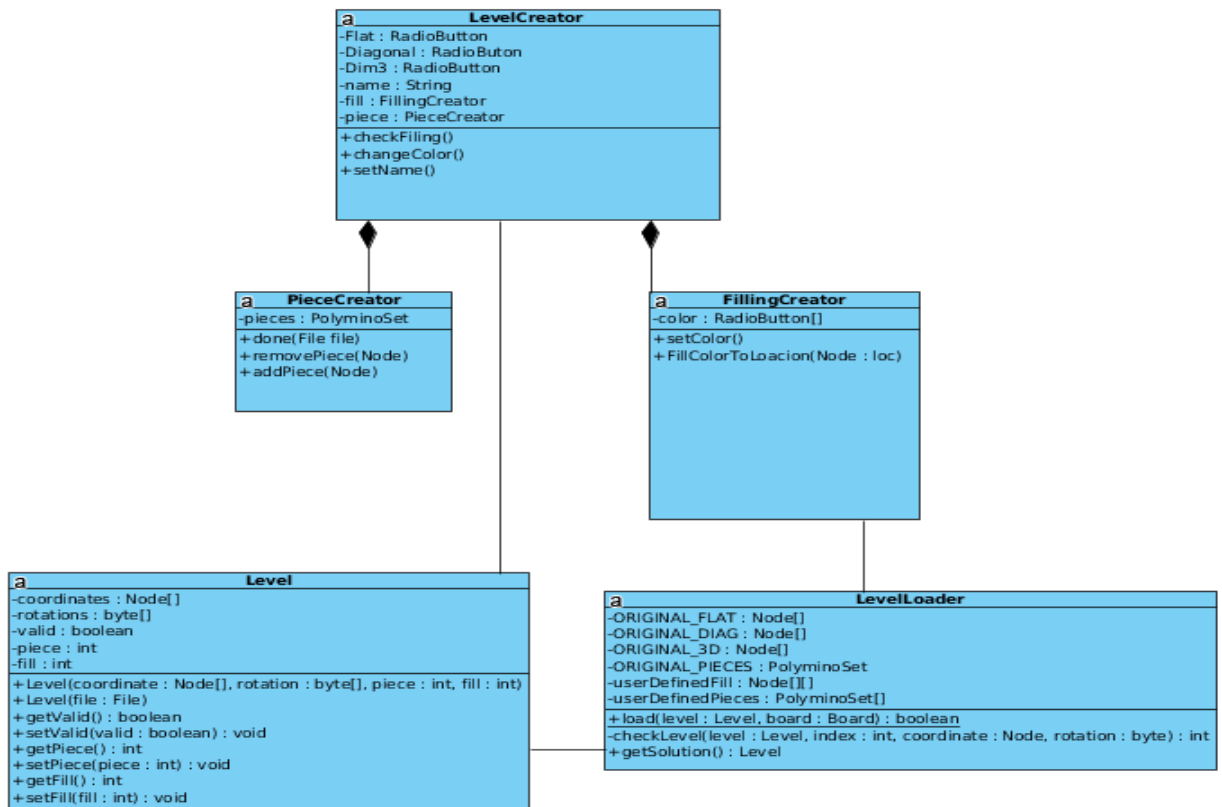 a LevelCreator
-Flat : RadioButton
-Diagonal : RadioButon
-Dim3 : RadioButton
-name : String
-fill : FillingCreator
-piece : PieceCreator
+checkFiling()
+changeColor()
+setName()
a PieceCreator
-pieces : PolyminoSet
+done(File file)
+removePiece(Node)
+addPiece(Node)
a FillingCreator
-color : RadioButton[]
+setColor()
+FillColorToLoacion(Node : loc)
a Level
-coordinates : Node[]
-rotations : byte[]
-valid : boolean
-piece : int
-fill : int
+Level(coordinate : Node[], rotation : byte[], piece : int, fill : int)
+Level(file : File)
+getValid() : boolean
+setValid(valid : boolean) : void
+getPiece() : int
+setPiece(piece : int) : void
+getFill() : int
+setFill(fill : int) : void
a LevelLoader
-ORIGINAL_FLAT : Node[]
-ORIGINAL_DIAG : Node[]
-ORIGINAL_3D : Node[]
-ORIGINAL_PIECES : PolyminoSet
-userDefinedFill : Node[][]
-userDefinedPieces : PolyminoSet[]
+load(level : Level, board : Board) : boolean
-checkLevel(level : Level, index : int, coordinate : Node, rotation : byte) : int
+getSolution() : Level